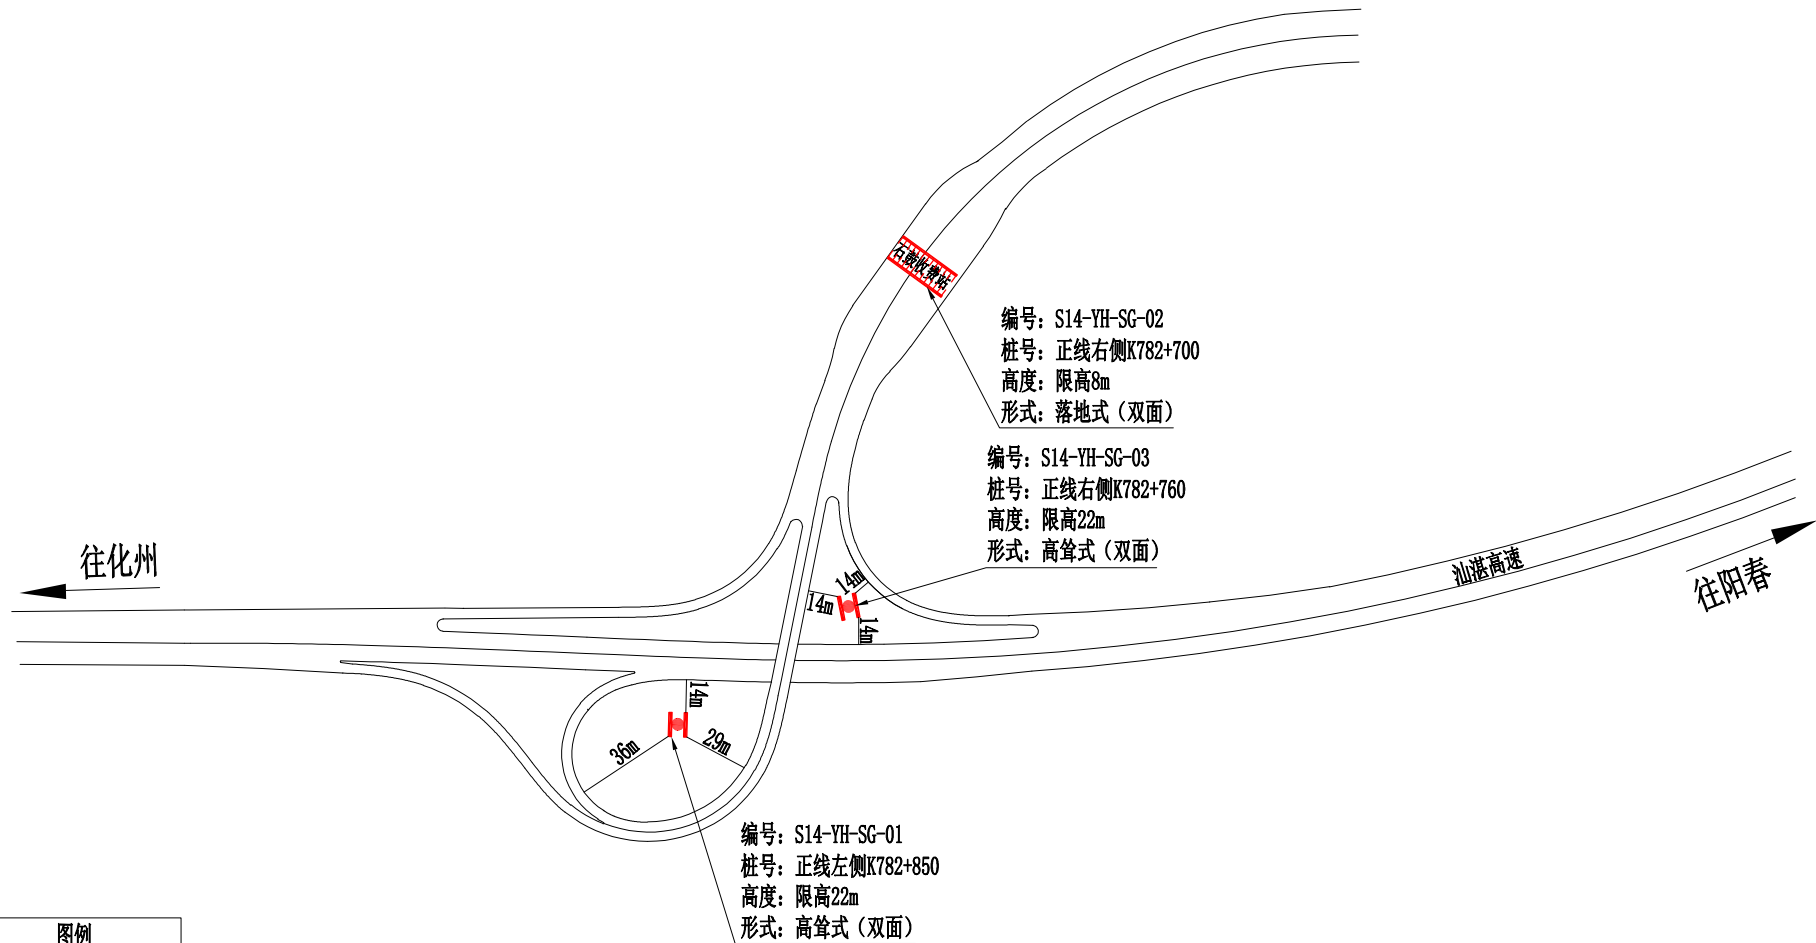 石鼓收费站
编号：S14-YH-SG-02
桩号：正线右侧K782+700
高度：限高8m
形式：落地式（双面）
编号：S14-YH-SG-03
桩号：正线右侧K782+760
高度：限高22m
形式：高耸式（双面）
往化州
汕湛高速
往阳春
14m
14m
14m
14m
36m
29m
编号：S14-YH-SG-01
桩号：正线左侧K782+850
高度：限高22m
形式：高耸式（双面）
图例